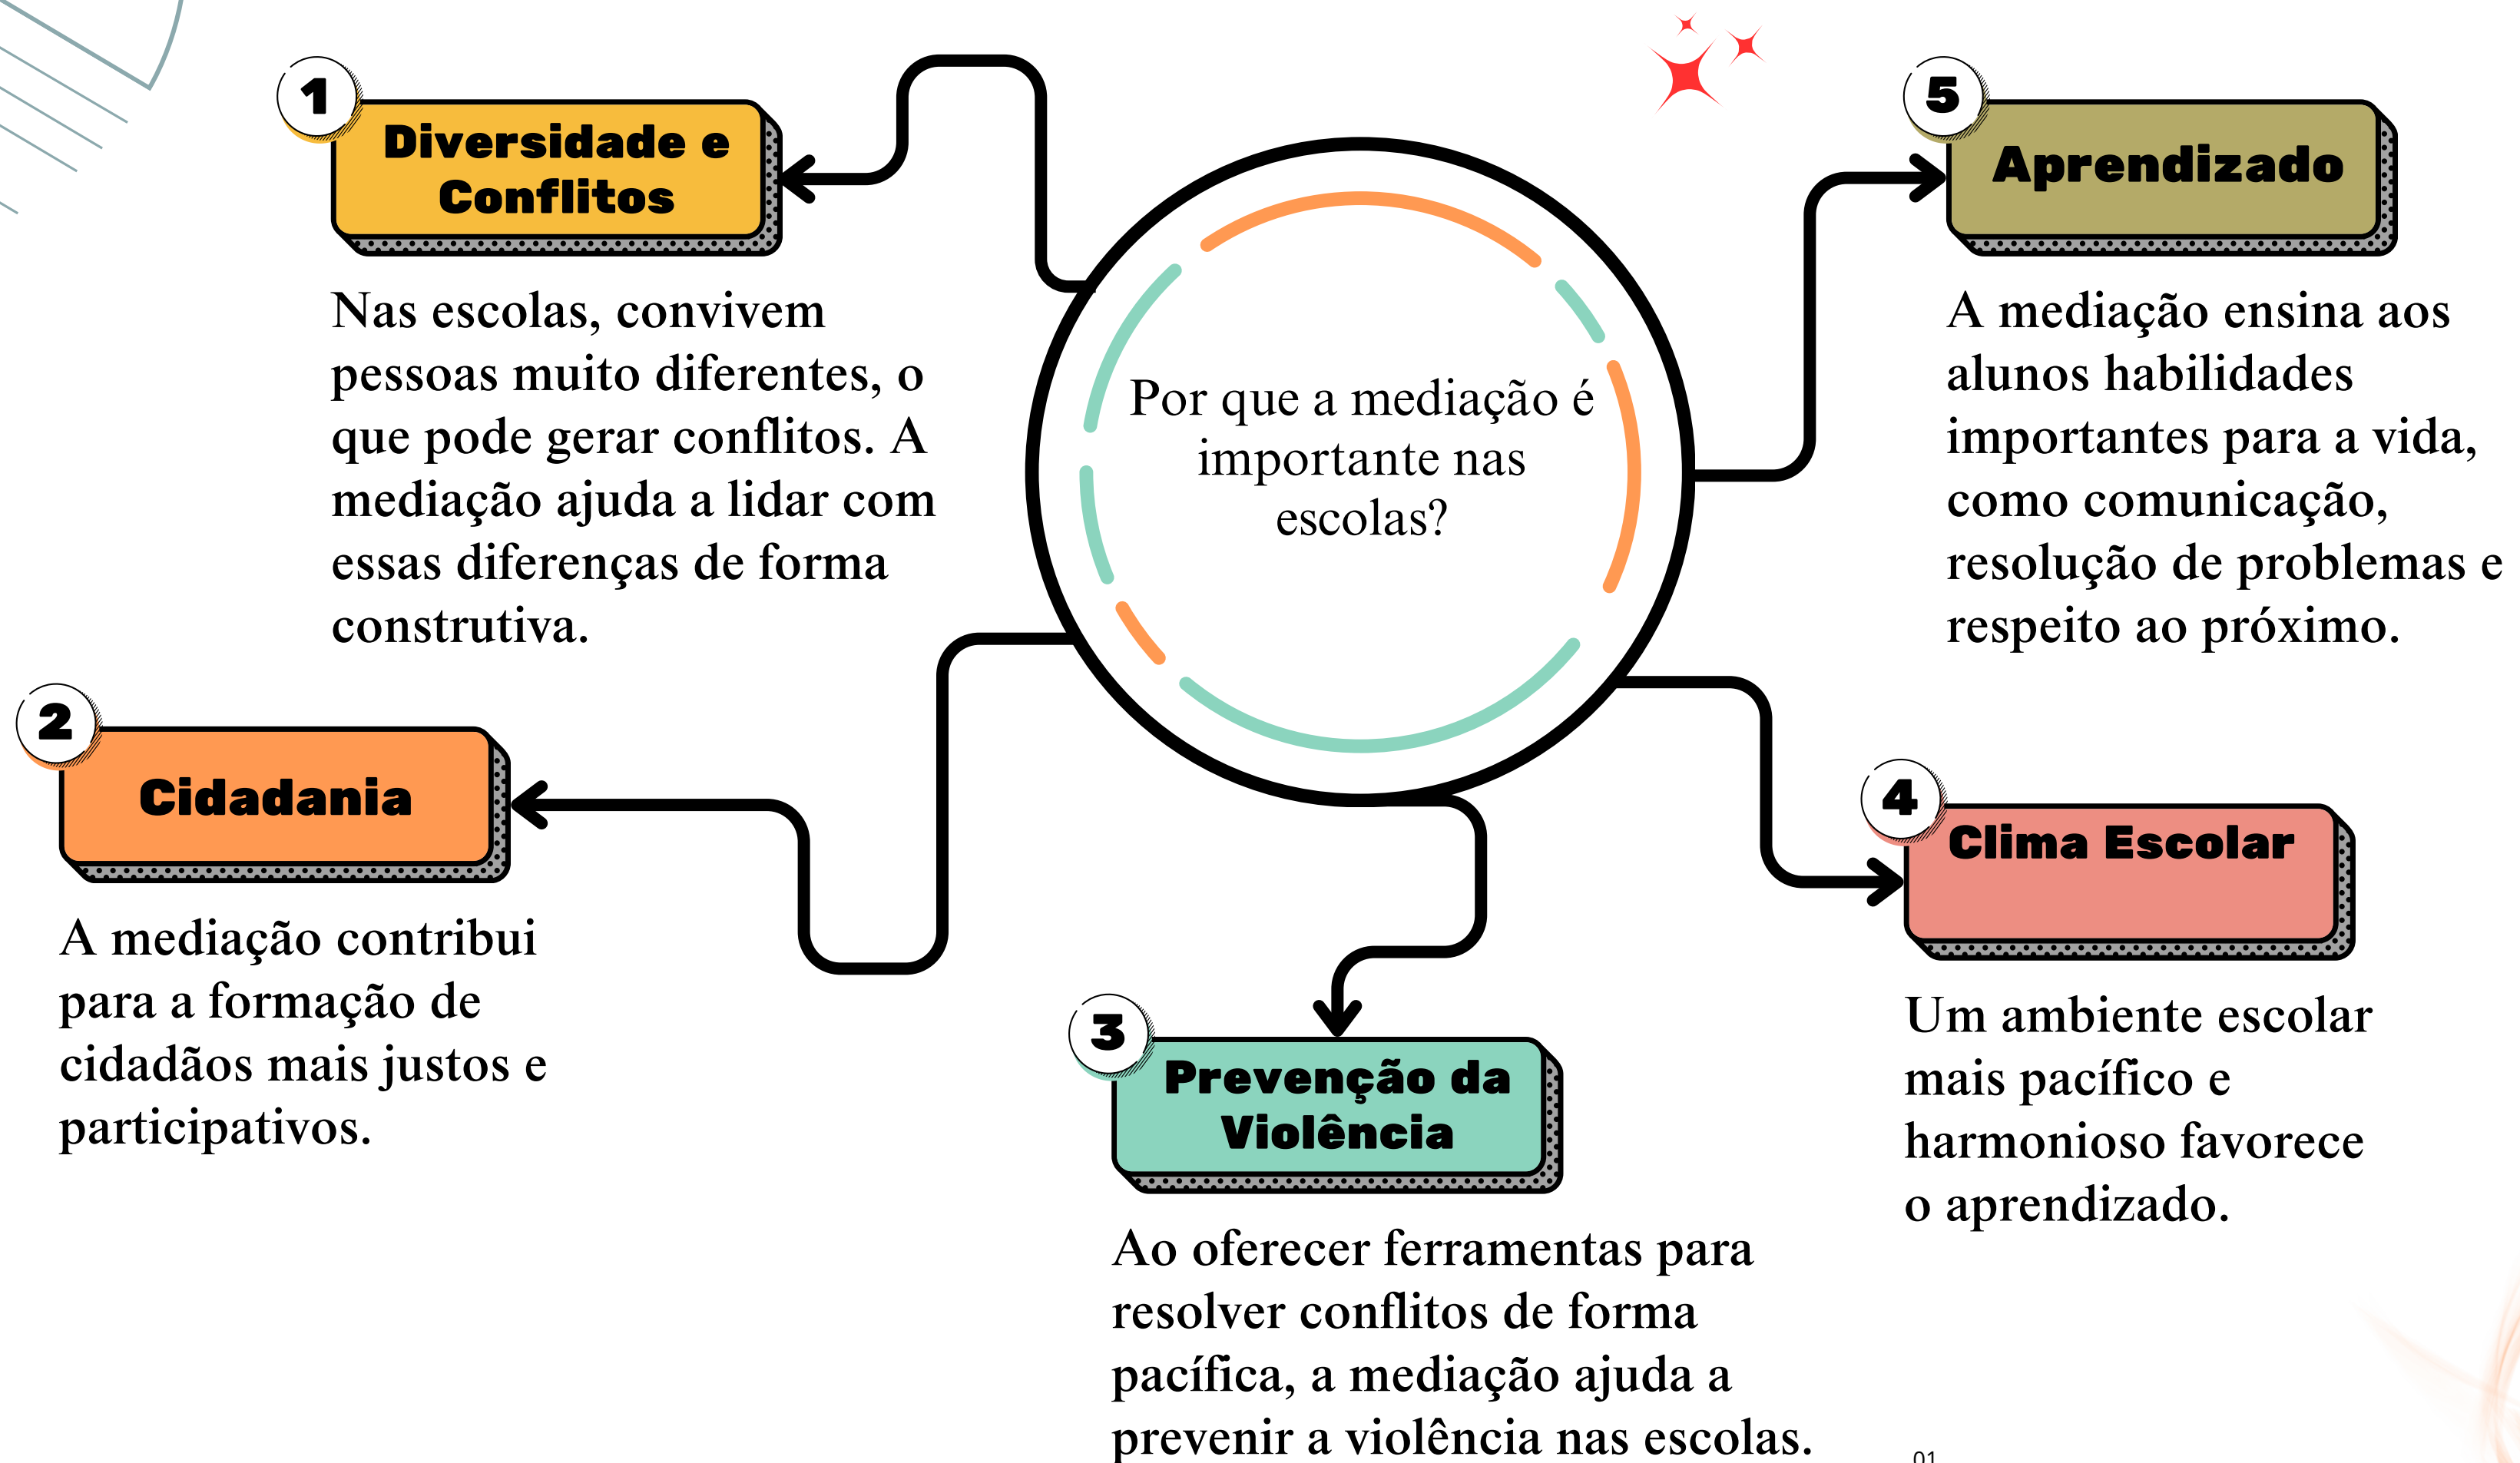 Por que a mediação é
importante nas
escolas?
1
Diversidade e
Conflitos
Nas escolas, convivem
pessoas muito diferentes, o
que pode gerar conflitos. A
mediação ajuda a lidar com
essas diferenças de forma
construtiva.
2
Cidadania
A mediação contribui
para a formação de
cidadãos mais justos e
participativos.
3
Prevenção da
Violência
Ao oferecer ferramentas para
resolver conflitos de forma
pacífica, a mediação ajuda a
prevenir a violência nas escolas.
4
Clima Escolar
Um ambiente escolar
mais pacífico e
harmonioso favorece
o aprendizado.
5
Aprendizado
A mediação ensina aos
alunos habilidades
importantes para a vida,
como comunicação,
resolução de problemas e
respeito ao próximo.
01